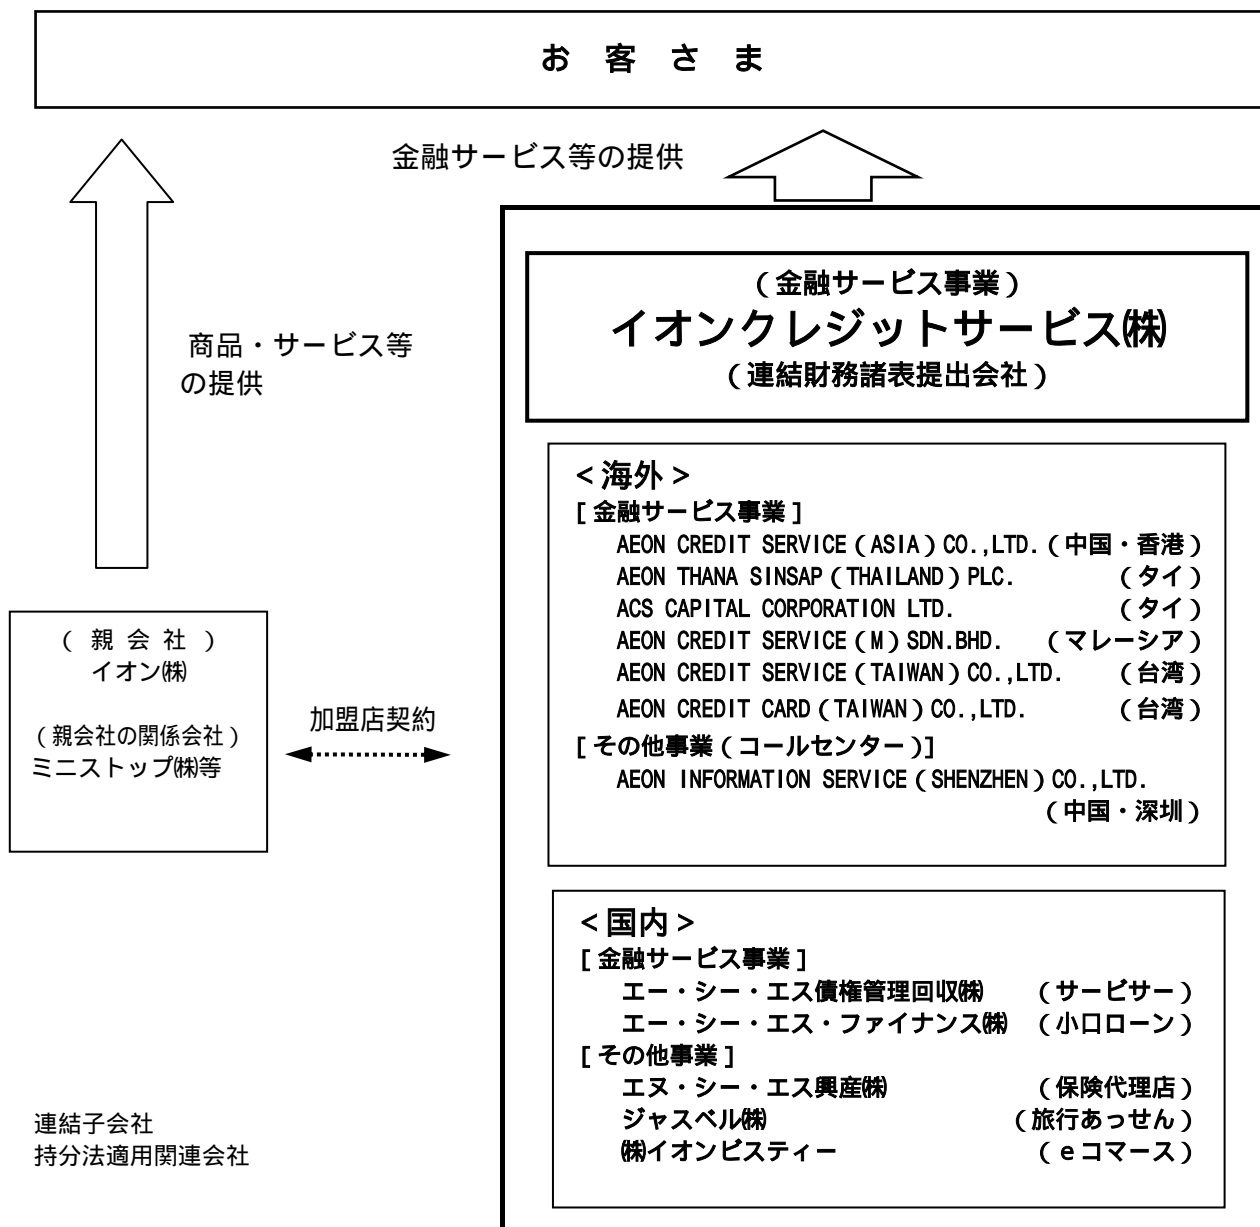 お客さま
金融サービス等の提供
商品・サービス等
の提供
（親会社）
イオン㈱
（親会社の関係会社）
ミニストップ㈱等
加盟店契約
（金融サービス事業）
イオンクレジットサービス㈱
（連結財務諸表提出会社）
＜海外＞
[金融サービス事業]
AEON CREDIT SERVICE（ASIA）CO.,LTD.（中国・香港）
AEON THANA SINSAP（THAILAND）PLC.（タイ）
ACS CAPITAL CORPORATION LTD.（タイ）
AEON CREDIT SERVICE（M）SDN.BHD.（マレーシア）
AEON CREDIT SERVICE（TAIWAN）CO.,LTD.（台湾）
AEON CREDIT CARD（TAIWAN）CO.,LTD.（台湾）
[その他事業（コールセンター）]
AEON INFORMATION SERVICE（SHENZHEN）CO.,LTD.
（中国・深圳）
＜国内＞
[金融サービス事業]
エー・シー・エス債権管理回収㈱（サービサー）
エー・シー・エス・ファイナンス㈱（小口ローン）
[その他事業]
エヌ・シー・エス興産㈱（保険代理店）
ジャスベル㈱（旅行あっせん）
㈱イオンビスティー（ｅコマース）
連結子会社
持分法適用関連会社